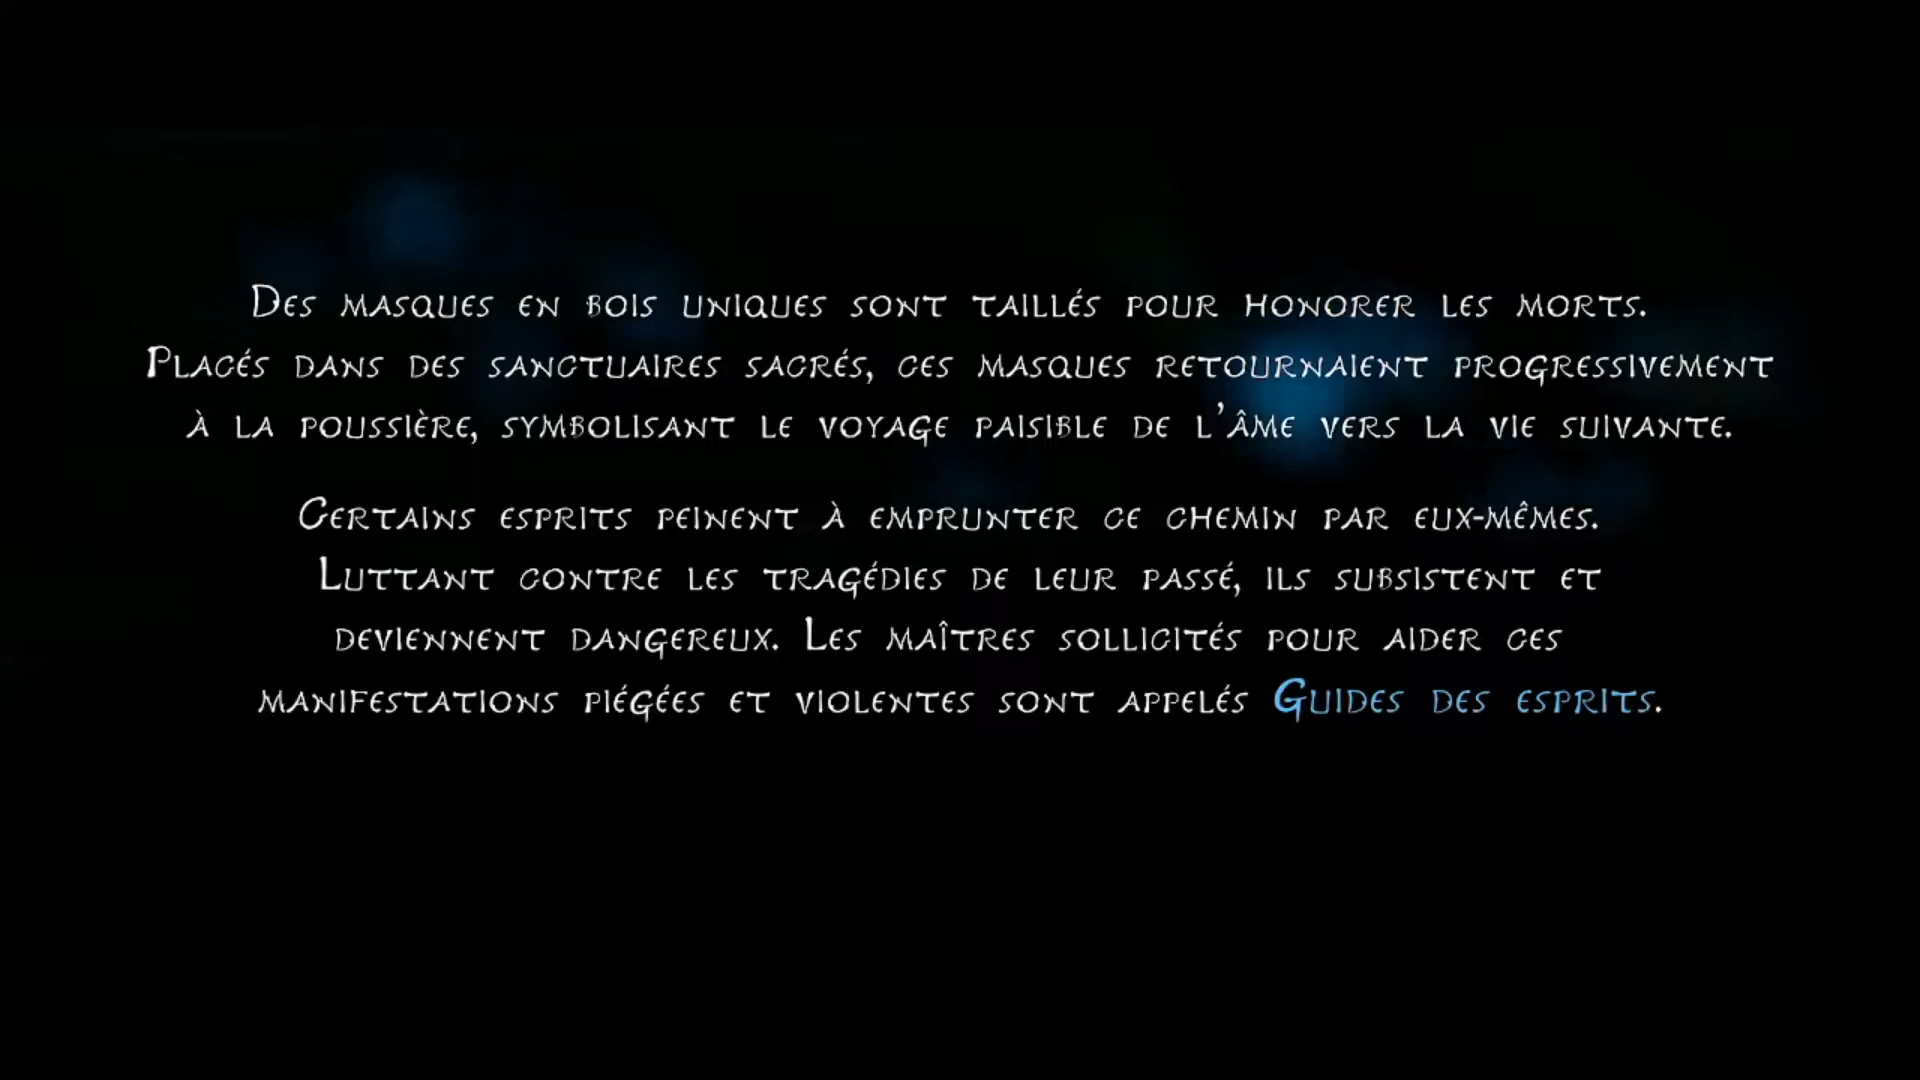 Des masques en bois uniques sont taillés pour honorer les morts.
Placés dans des sanctuaires sacrés, ces masques retournaient progressivement
à la poussière, symbolisant le voyage paisible de l'âme vers la vie suivante.
Certains esprits peinent à emprunter ce chemin par eux-mêmes.
Luttant contre les tragédies de leur passé, ils subsistent et
deviennent dangereux. Les maîtres sollicités pour aider ces
manifestations piégées et violentes sont appelés Guides des esprits.